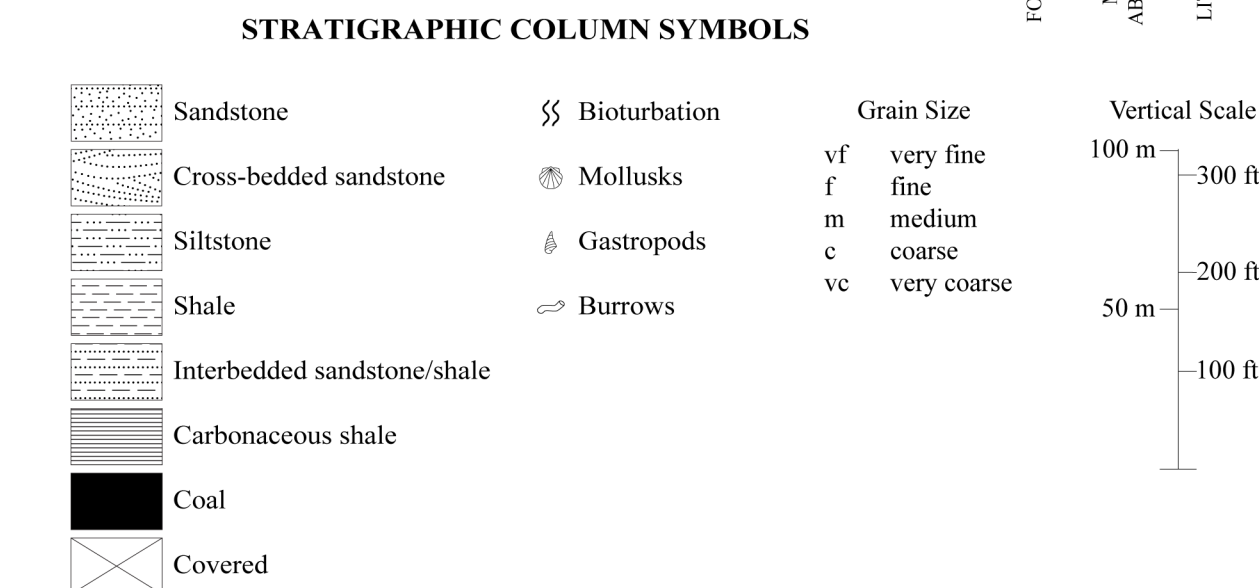 STRATIGRAPHIC COLUMN SYMBOLS
Sandstone
Cross-bedded sandstone
Siltstone
Shale
Interbedded sandstone/shale
Carbonaceous shale
Coal
Covered
Bioturbation
Mollusks
Gastropods
Burrows
Grain Size
vf very fine
f fine
m medium
c coarse
vc very coarse
Vertical Scale
100 m
300 ft
200 ft
50 m
100 ft